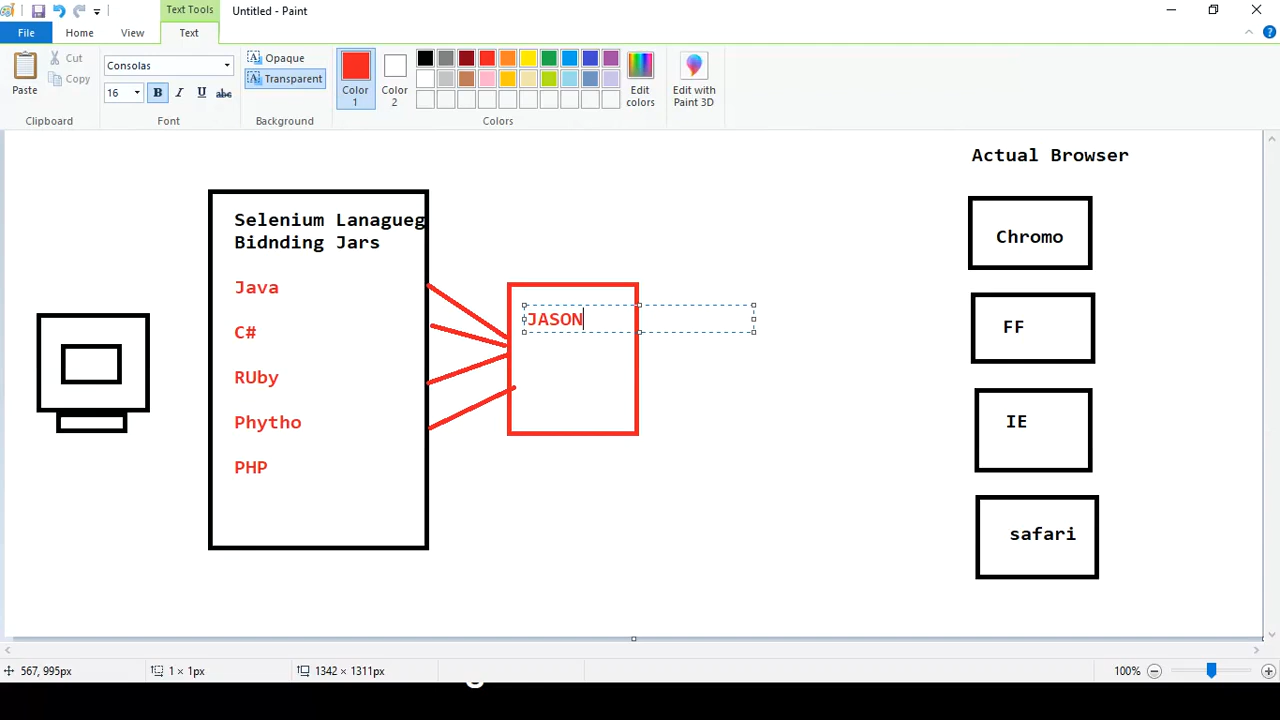 Text Tools
Untitled - Paint
File
Home
View
Text
Paste
Cut
Copy
Clipboard
Consolas
16
B
I
U
abc
Font
Opaque
Transparent
Background
Color 1
Color 2
Edit colors
Colors
Edit with Paint 3D
Actual Browser
Selenium Lanagueg
Bidnding Jars
Java
C#
RUby
Phytho
PHP
JASON
Chromo
FF
IE
safari
567, 995px
1 × 1px
1342 × 1311px
100%